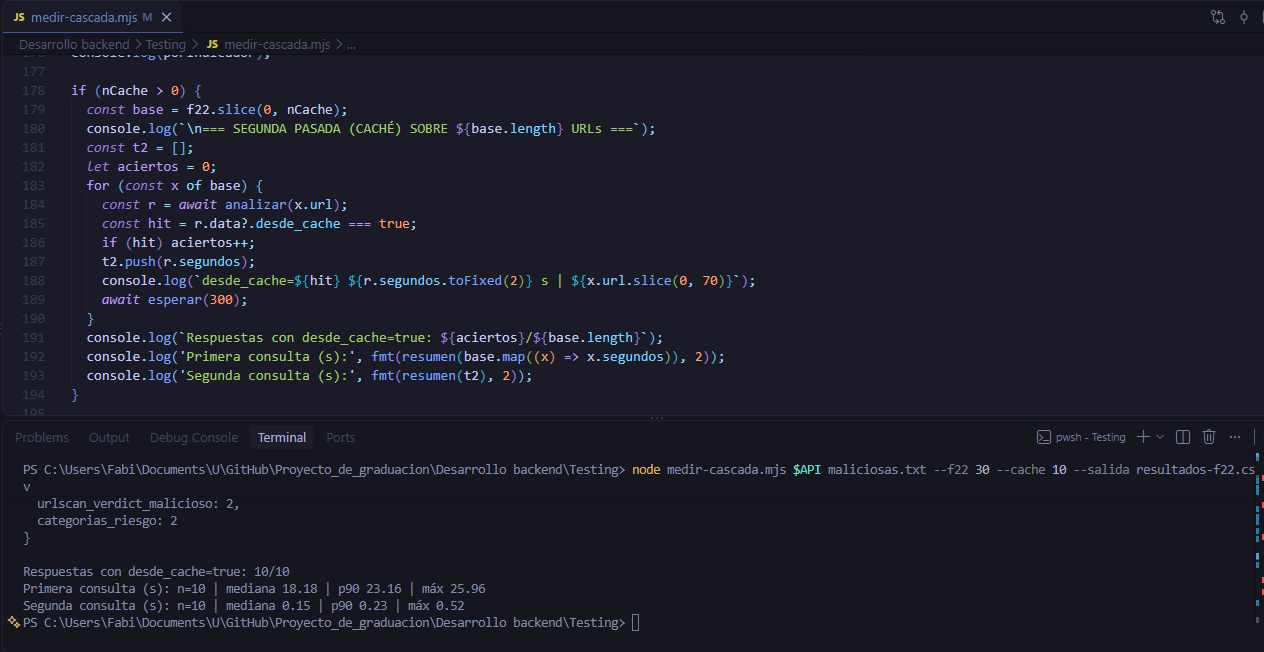 JS medir-cascada.mjs M
Desarrollo backend > Testing > JS medir-cascada.mjs > ...
176 console.log(porIndicador);
177
178 if (nCache > 0) {
179 const base = f22.slice(0, nCache);
180 console.log(`\n=== SEGUNDA PASADA (CACHÉ) SOBRE ${base.length} URLs ===`);
181 const t2 = [];
182 let aciertos = 0;
183 for (const x of base) {
184 const r = await analizar(x.url);
185 const hit = r.data?.desde_cache === true;
186 if (hit) aciertos++;
187 t2.push(r.segundos);
188 console.log(`desde_cache=${hit} ${r.segundos.toFixed(2)} s | ${x.url.slice(0, 70)}`);
189 await esperar(300);
190 }
191 console.log(`Respuestas con desde_cache=true: ${aciertos}/${base.length}`);
192 console.log('Primera consulta (s):', fmt(resumen(base.map((x) => x.segundos)), 2));
193 console.log('Segunda consulta (s):', fmt(resumen(t2), 2));
194 }
195
Problems Output Debug Console Terminal Ports
pwsh - Testing
PS C:\Users\Fabi\Documents\U\GitHub\Proyecto_de_graduacion\Desarrollo backend\Testing> node medir-cascada.mjs $API maliciosas.txt --f22 30 --cache 10 --salida resultados-f22.cs
v
urlscan_verdict_malicioso: 2,
categorias_riesgo: 2
}
Respuestas con desde_cache=true: 10/10
Primera consulta (s): n=10 | mediana 18.18 | p90 23.16 | máx 25.96
Segunda consulta (s): n=10 | mediana 0.15 | p90 0.23 | máx 0.52
PS C:\Users\Fabi\Documents\U\GitHub\Proyecto_de_graduacion\Desarrollo backend\Testing>